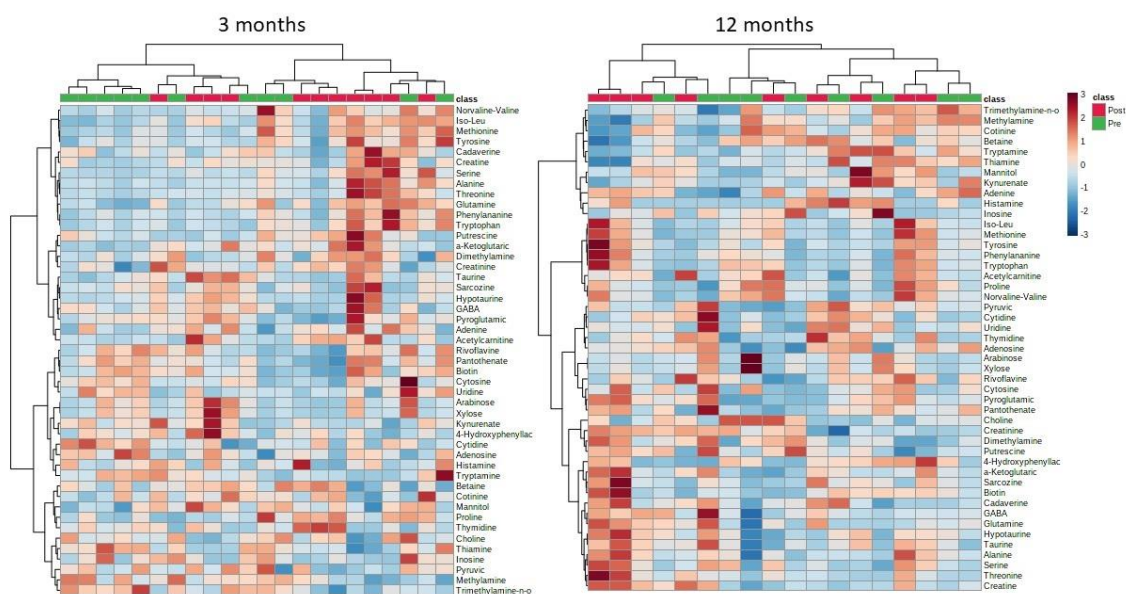 3 months
12 months
class
Norvaline-Valine
Iso-Leu
Methionine
Tyrosine
Cadaverine
Creatine
Serine
Alanine
Threonine
Glutamine
Phenylananine
Tryptophan
Putrescine
a-Ketoglutaric
Dimethylamine
Creatinine
Taurine
Sarcozine
Hypotaurine
GABA
Pyroglutamic
Adenine
Acetylcarnitine
Rivoflavine
Pantothenate
Biotin
Cytosine
Uridine
Arabinose
Xylose
Kynurenate
4-Hydroxyphenyllac
Cytidine
Adenosine
Histamine
Tryptamine
Betaine
Cotinine
Mannitol
Proline
Thymidine
Choline
Thiamine
Inosine
Pyruvic
Methylamine
Trimethylamine-n-o
class
Trimethylamine-n-o
Methylamine
Cotinine
Betaine
Tryptamine
Thiamine
Mannitol
Kynurenate
Adenine
Histamine
Inosine
Iso-Leu
Methionine
Tyrosine
Phenylananine
Tryptophan
Acetylcarnitine
Proline
Norvaline-Valine
Pyruvic
Cytidine
Uridine
Thymidine
Adenosine
Arabinose
Xylose
Rivoflavine
Cytosine
Pyroglutamic
Pantothenate
Choline
Creatinine
Dimethylamine
Putrescine
4-Hydroxyphenyllac
a-Ketoglutaric
Sarcozine
Biotin
Cadaverine
GABA
Glutamine
Hypotaurine
Taurine
Alanine
Serine
Threonine
Creatine
3
2
1
0
-1
-2
-3
class
Post
Pre